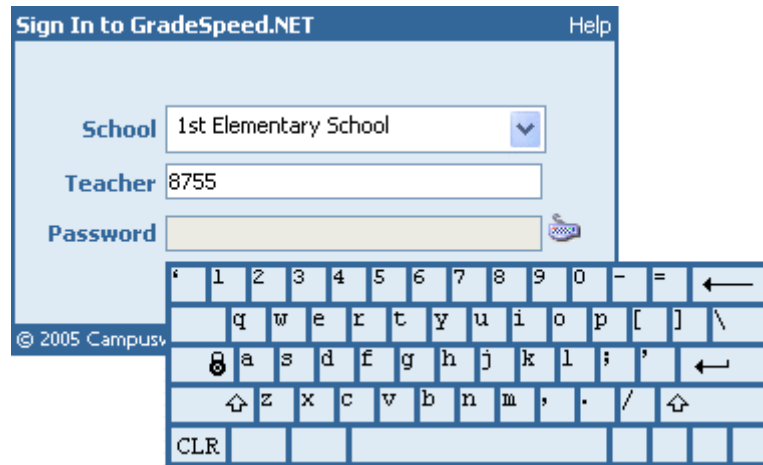 Sign In to GradeSpeed.NET Help
School 1st Elementary School
Teacher 8755
Password
` 1 2 3 4 5 6 7 8 9 0 - =
q w e r t y u i o p [ ] \
a s d f g h j k l ; '
z x c v b n m , . /
CLR
© 2005 Campusw